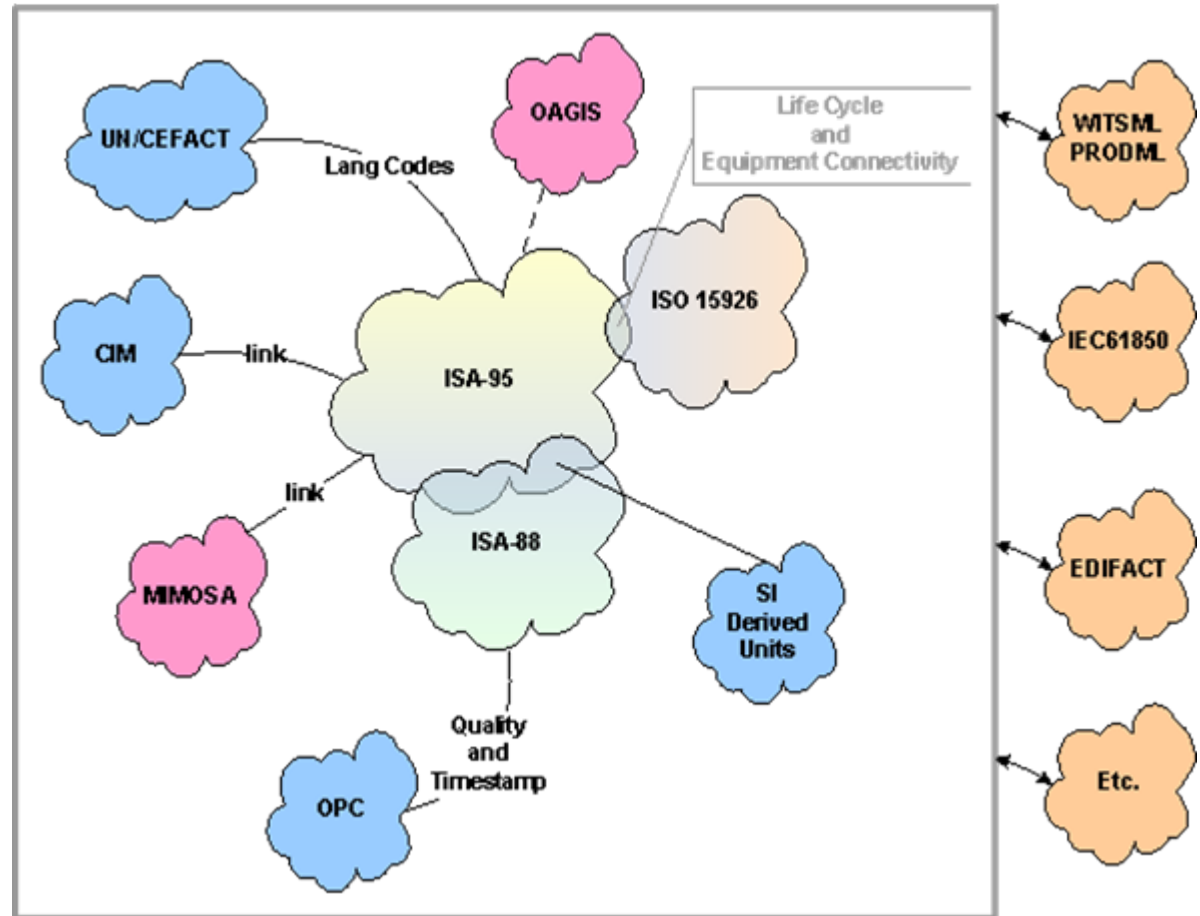 OAGIS
UN/CEFACT
Lang Codes
Life Cycle
and
Equipment Connectivity
WITSML
PRODML
ISO 15926
CIM
link
ISA-95
IEC61850
link
MIMOSA
ISA-88
SI
Derived
Units
EDIFACT
Quality
and
Timestamp
OPC
Etc.